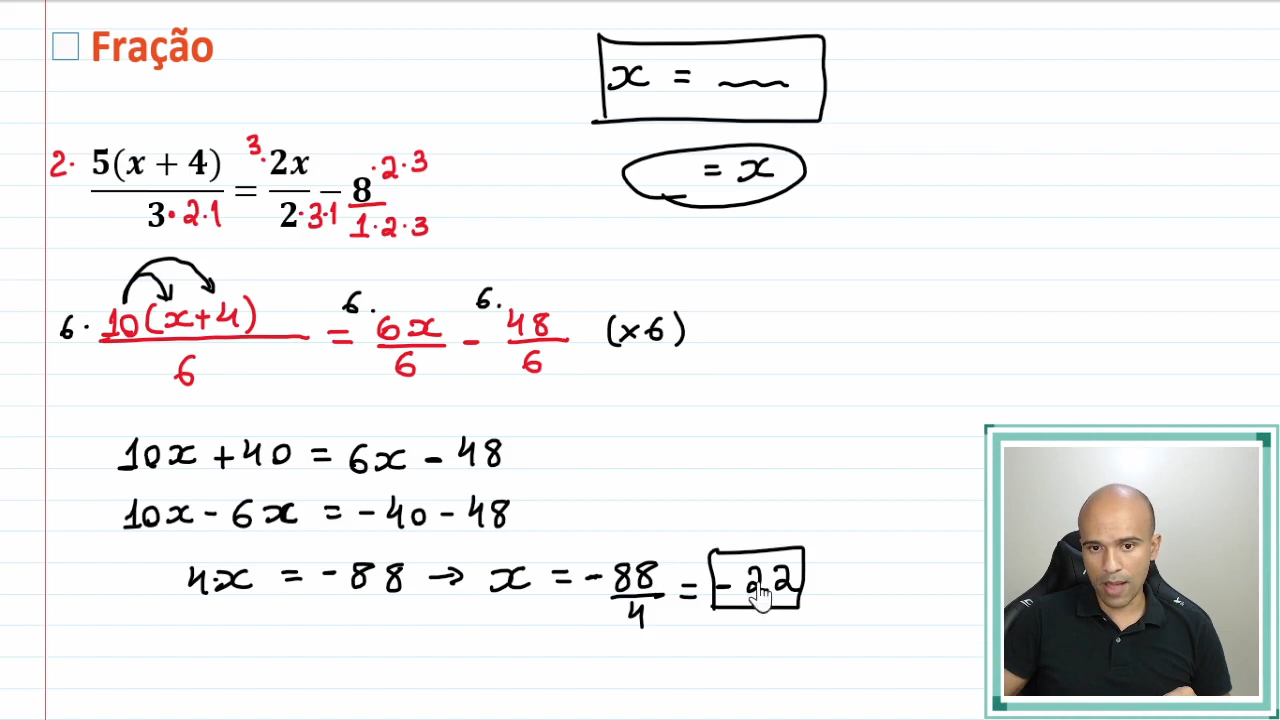 Fração
x = __
= x
2· 5(x + 4)/3·2·1 = 3·2x/2·3·1 − 8·2·3/1·2·3
6· 10(x+4)/6 = 6· 6x/6 − 6· 48/6 (×6)
10x + 40 = 6x − 48
10x − 6x = −40 − 48
4x = −88 → x = −88/4 = −22